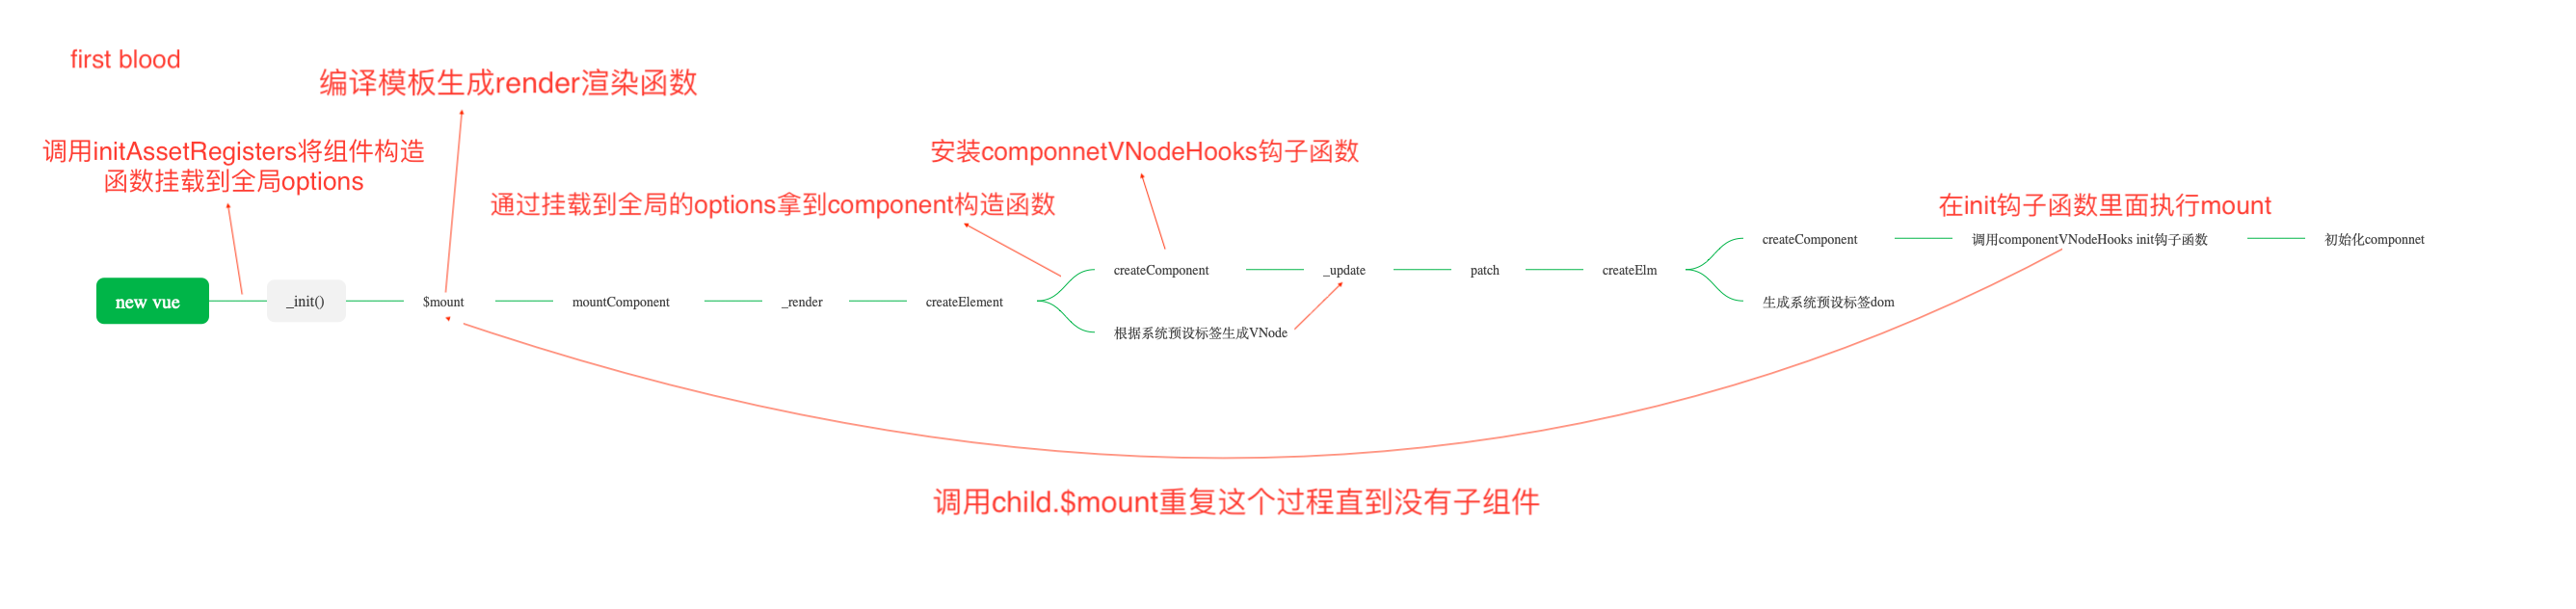 first blood
编译模板生成render渲染函数
调用initAssetRegisters将组件构造
函数挂载到全局options
安装componnetVNodeHooks钩子函数
通过挂载到全局的options拿到component构造函数
在init钩子函数里面执行mount
new vue
_init()
$mount
mountComponent
_render
createElement
createComponent
根据系统预设标签生成VNode
_update
patch
createElm
createComponent
调用componentVNodeHooks init钩子函数
初始化componnet
生成系统预设标签dom
调用child.$mount重复这个过程直到没有子组件